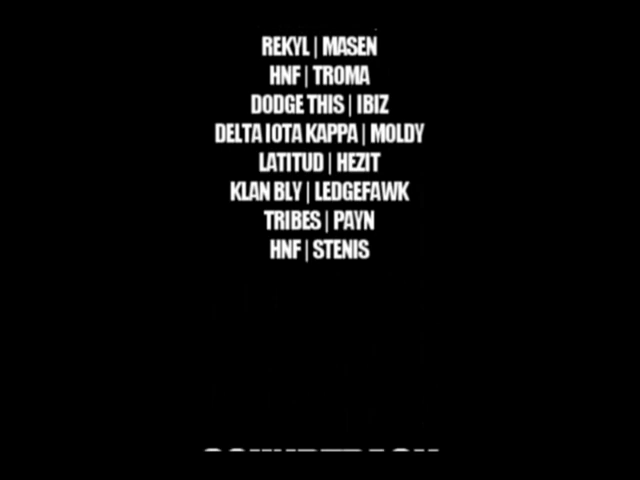 REKYL | MASEN
HNF | TROMA
DODGE THIS | IBIZ
DELTA IOTA KAPPA | MOLDY
LATITUD | HEZIT
KLAN BLY | LEDGEFAWK
TRIBES | PAYN
HNF | STENIS